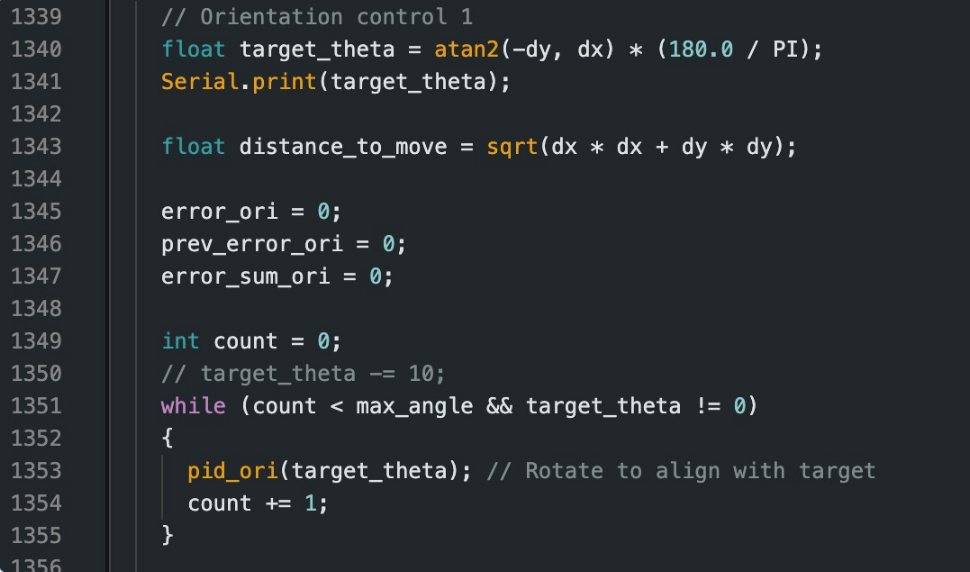 1339 // Orientation control 1
1340 float target_theta = atan2(-dy, dx) * (180.0 / PI);
1341 Serial.print(target_theta);
1342
1343 float distance_to_move = sqrt(dx * dx + dy * dy);
1344
1345 error_ori = 0;
1346 prev_error_ori = 0;
1347 error_sum_ori = 0;
1348
1349 int count = 0;
1350 // target_theta -= 10;
1351 while (count < max_angle && target_theta != 0)
1352 {
1353 pid_ori(target_theta); // Rotate to align with target
1354 count += 1;
1355 }
1356